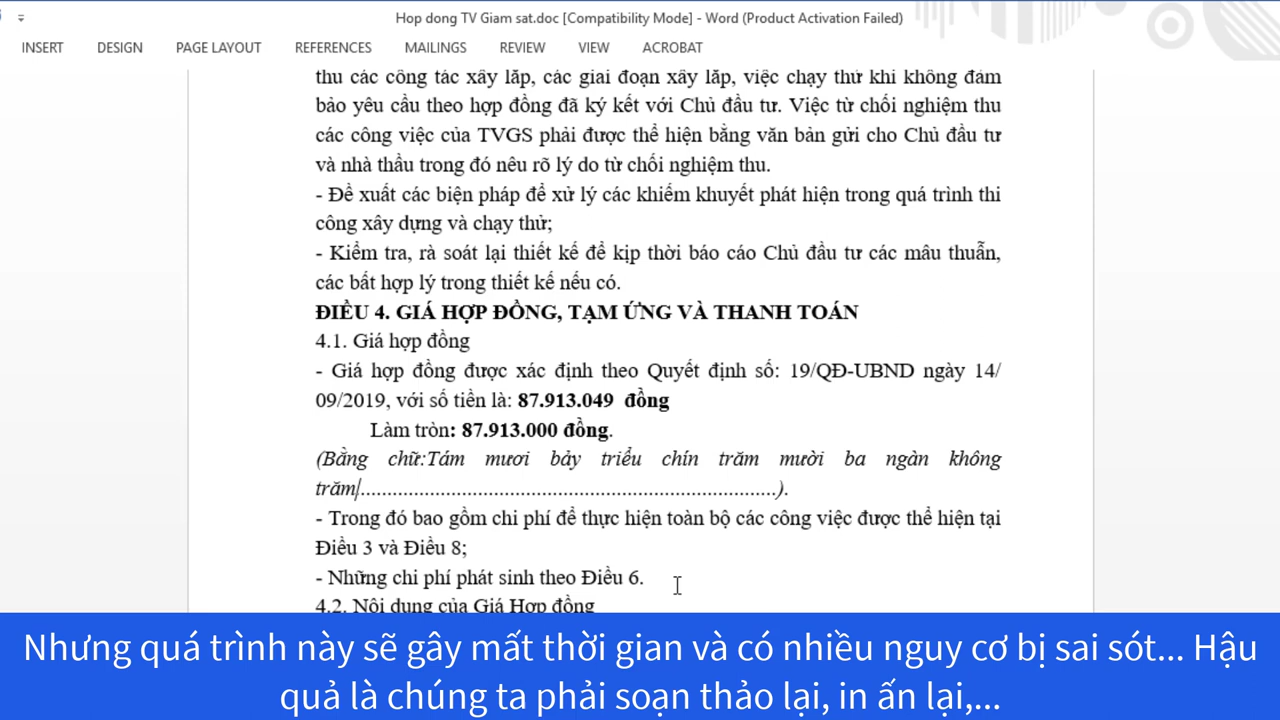 Hop dong TV Giam sat.doc [Compatibility Mode] - Word (Product Activation Failed)
INSERT DESIGN PAGE LAYOUT REFERENCES MAILINGS REVIEW VIEW ACROBAT
thu các công tác xây lắp, các giai đoạn xây lắp, việc chạy thử khi không đảm
bảo yêu cầu theo hợp đồng đã ký kết với Chủ đầu tư. Việc từ chối nghiệm thu
các công việc của TVGS phải được thể hiện bằng văn bản gửi cho Chủ đầu tư
và nhà thầu trong đó nêu rõ lý do từ chối nghiệm thu.
- Đề xuất các biện pháp để xử lý các khiếm khuyết phát hiện trong quá trình thi
công xây dựng và chạy thử;
- Kiểm tra, rà soát lại thiết kế để kịp thời báo cáo Chủ đầu tư các mâu thuẫn,
các bất hợp lý trong thiết kế nếu có.
ĐIỀU 4. GIÁ HỢP ĐỒNG, TẠM ỨNG VÀ THANH TOÁN
4.1. Giá hợp đồng
- Giá hợp đồng được xác định theo Quyết định số: 19/QĐ-UBND ngày 14/
09/2019, với số tiền là: 87.913.049 đồng
Làm tròn: 87.913.000 đồng.
(Bằng chữ:Tám mươi bảy triểu chín trăm mười ba ngàn không
trăm...............................................................................).
- Trong đó bao gồm chi phí để thực hiện toàn bộ các công việc được thể hiện tại
Điều 3 và Điều 8;
- Những chi phí phát sinh theo Điều 6.
4.2. Nội dung của Giá Hợp đồng
Nhưng quá trình này sẽ gây mất thời gian và có nhiều nguy cơ bị sai sót... Hậu
quả là chúng ta phải soạn thảo lại, in ấn lại,...